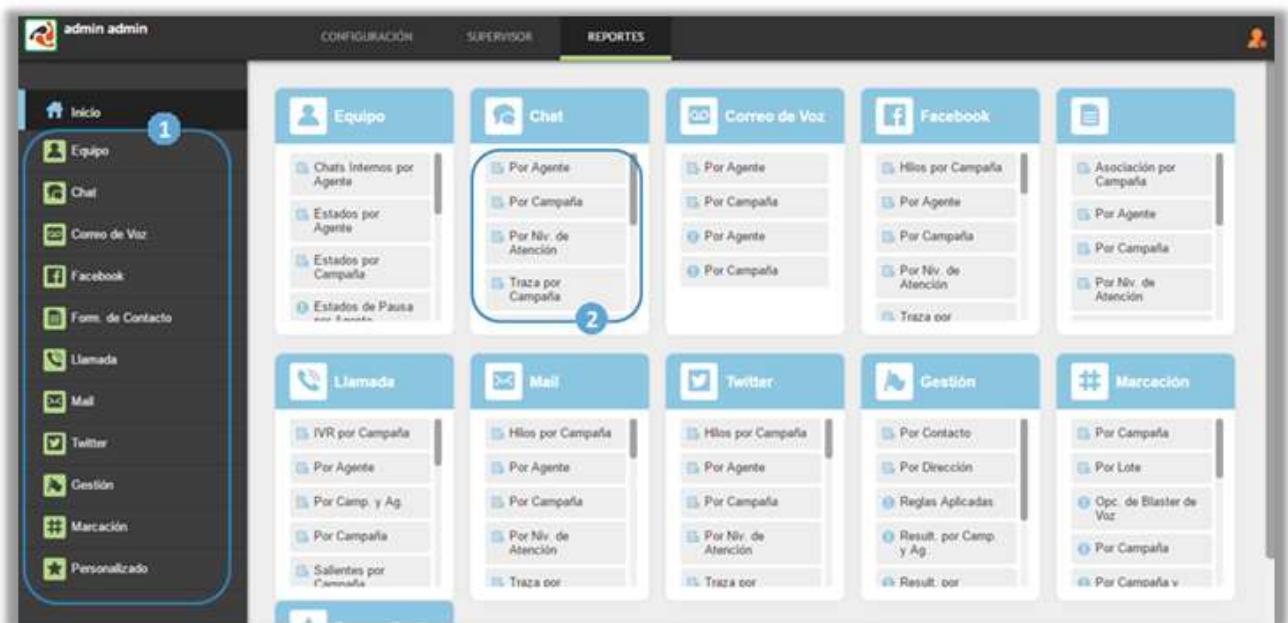 admin admin
CONFIGURACIÓN
SUPERVISOR
REPORTES
Inicio
1
Equipo
Chat
Correo de Voz
Facebook
Form. de Contacto
Llamada
Mail
Twitter
Gestión
Marcación
Personalizado
Equipo
Chats Internos por
Agente
Estados por
Agente
Estados por
Campaña
Estados de Pausa
por Agente
Chat
Por Agente
Por Campaña
Por Niv. de
Atención
Traza por
Campaña
2
Correo de Voz
Por Agente
Por Campaña
Por Agente
Por Campaña
Facebook
Hilos por Campaña
Por Agente
Por Campaña
Por Niv. de
Atención
Traza por
Asociación por
Campaña
Por Agente
Por Campaña
Por Niv. de
Atención
Llamada
IVR por Campaña
Por Agente
Por Camp. y Ag.
Por Campaña
Salientes por
Campaña
Mail
Hilos por Campaña
Por Agente
Por Campaña
Por Niv. de
Atención
Traza por
Twitter
Hilos por Campaña
Por Agente
Por Campaña
Por Niv. de
Atención
Traza por
Gestión
Por Contacto
Por Dirección
Reglas Aplicadas
Result. por Camp.
y Ag.
Result. por
Marcación
Por Campaña
Por Lote
Opc. de Blaster de
Voz
Por Campaña
Por Campaña y